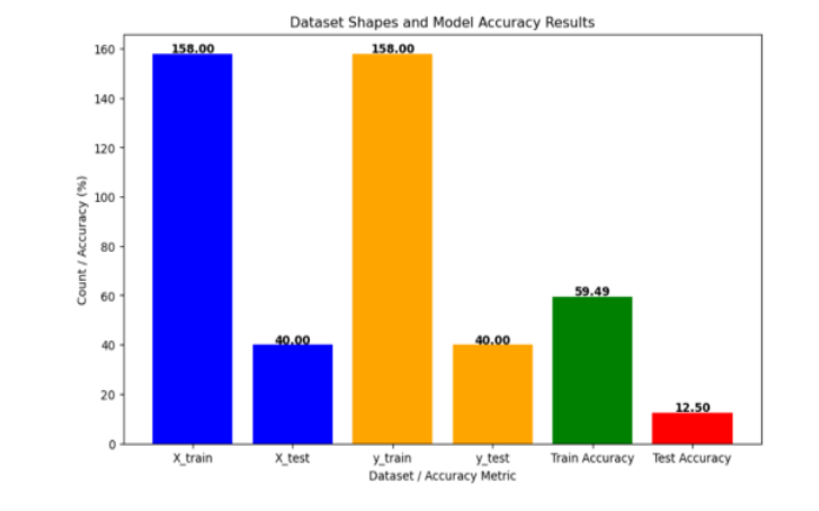 Dataset Shapes and Model Accuracy Results
Count / Accuracy (%)
160
140
120
100
80
60
40
20
0
158.00
40.00
158.00
40.00
59.49
12.50
X_train
X_test
y_train
y_test
Train Accuracy
Test Accuracy
Dataset / Accuracy Metric